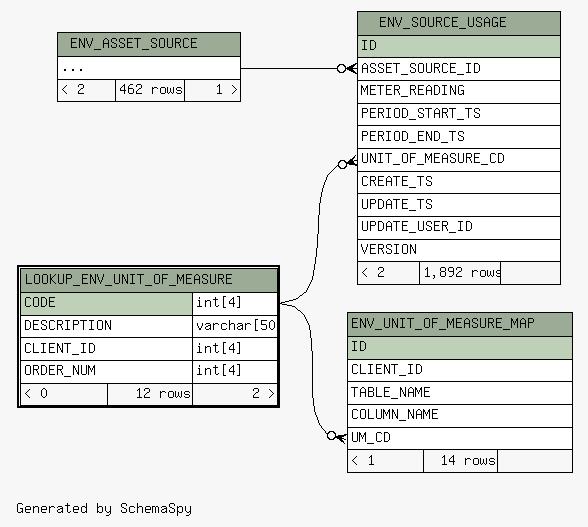 ENV_ASSET_SOURCE
...
< 2 462 rows 1 >
ENV_SOURCE_USAGE
ID
ASSET_SOURCE_ID
METER_READING
PERIOD_START_TS
PERIOD_END_TS
UNIT_OF_MEASURE_CD
CREATE_TS
UPDATE_TS
UPDATE_USER_ID
VERSION
< 2 1,892 rows
LOOKUP_ENV_UNIT_OF_MEASURE
CODE int[4]
DESCRIPTION varchar[50
CLIENT_ID int[4]
ORDER_NUM int[4]
< 0 12 rows 2 >
ENV_UNIT_OF_MEASURE_MAP
ID
CLIENT_ID
TABLE_NAME
COLUMN_NAME
UM_CD
< 1 14 rows
Generated by SchemaSpy